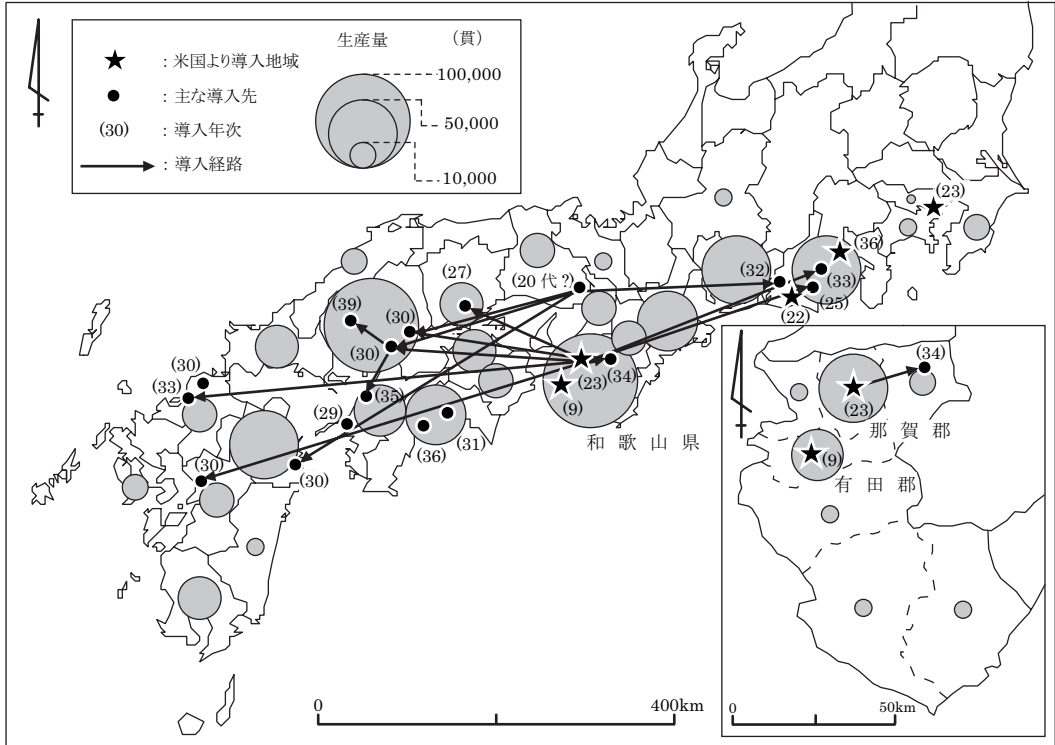 生産量 (貫)
★ : 米国より導入地域
● : 主な導入先
(30) : 導入年次
: 導入経路
100,000
50,000
10,000
(23)
(36)
(32)
(33)
(25)
(22)
(20代?)
(27)
(39)
(30)
(30)
(34)
(23)
(9)
和歌山県
(30)
(33)
(35)
(29)
(31)
(36)
(30)
(30)
0 400km
(34)
(23)
那賀郡
(9)
有田郡
0 50km